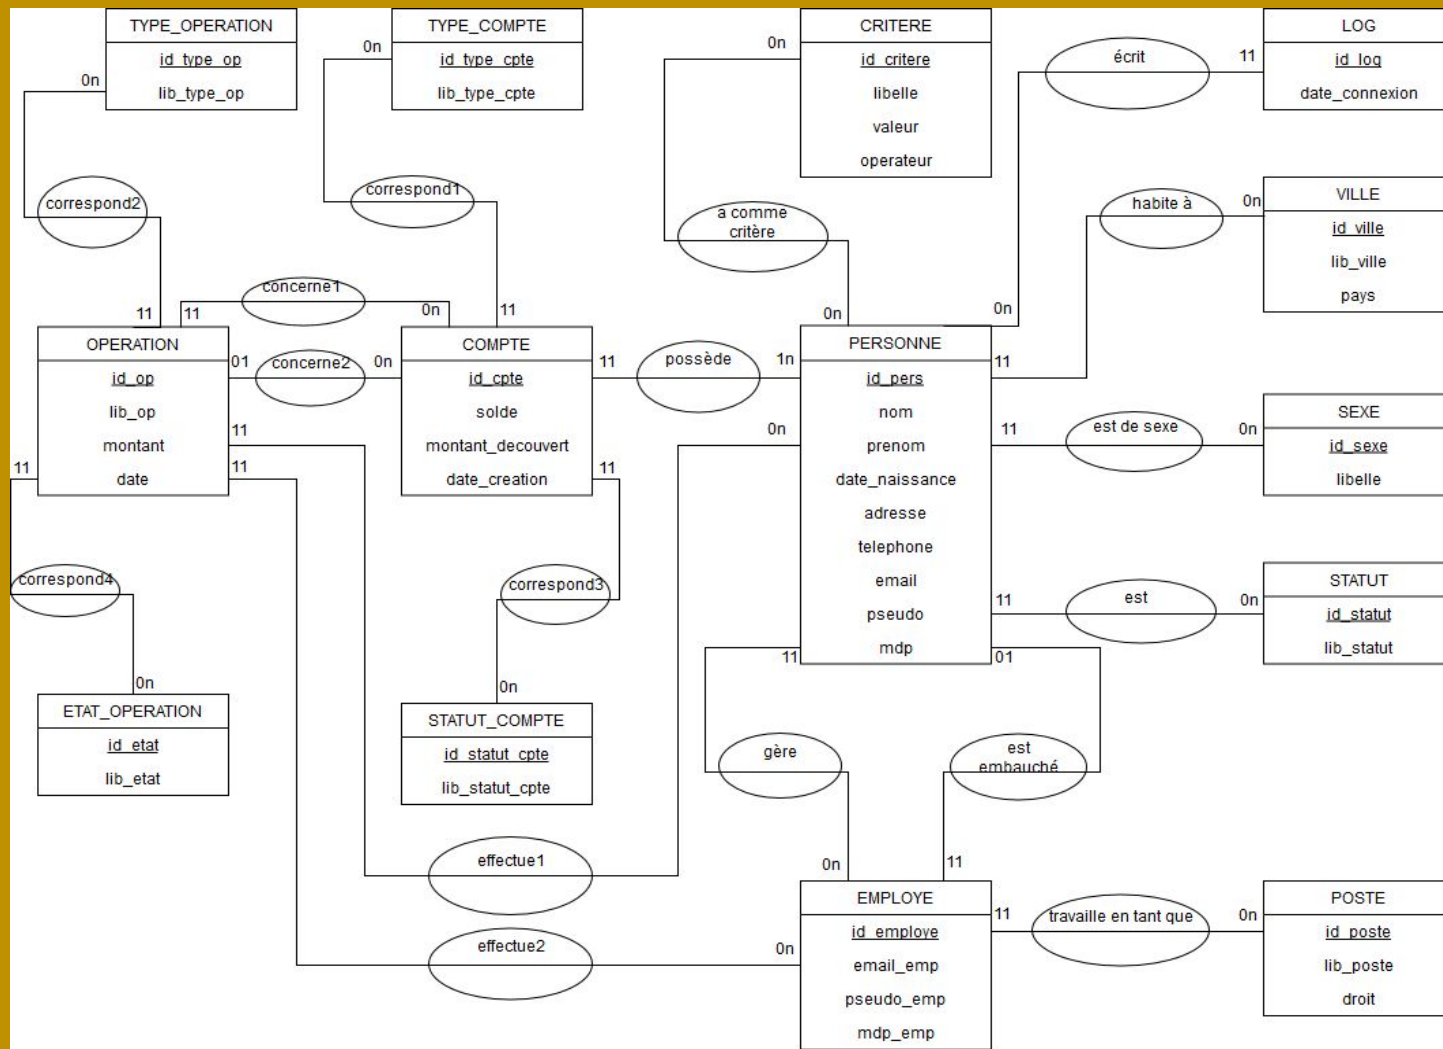 TYPE_OPERATION
id_type_op
lib_type_op
TYPE_COMPTE
id_type_cpte
lib_type_cpte
CRITERE
id_critere
libelle
valeur
operateur
LOG
id_log
date_connexion
0n
0n
0n
écrit
11
correspond2
correspond1
a comme
critère
habite à
0n
VILLE
id_ville
lib_ville
pays
11
11
concerne1
0n
11
0n
0n
OPERATION
id_op
lib_op
montant
date
01
concerne2
0n
COMPTE
id_cpte
solde
montant_decouvert
date_creation
11
possède
1n
PERSONNE
id_pers
nom
prenom
date_naissance
adresse
telephone
email
pseudo
mdp
11
11
est de sexe
0n
SEXE
id_sexe
libelle
11
11
11
11
0n
correspond4
correspond3
11
est
0n
STATUT
id_statut
lib_statut
11
01
0n
ETAT_OPERATION
id_etat
lib_etat
0n
STATUT_COMPTE
id_statut_cpte
lib_statut_cpte
gère
est
embauché
effectue1
0n
11
effectue2
0n
EMPLOYE
id_employe
email_emp
pseudo_emp
mdp_emp
11
travaille en tant que
0n
POSTE
id_poste
lib_poste
droit